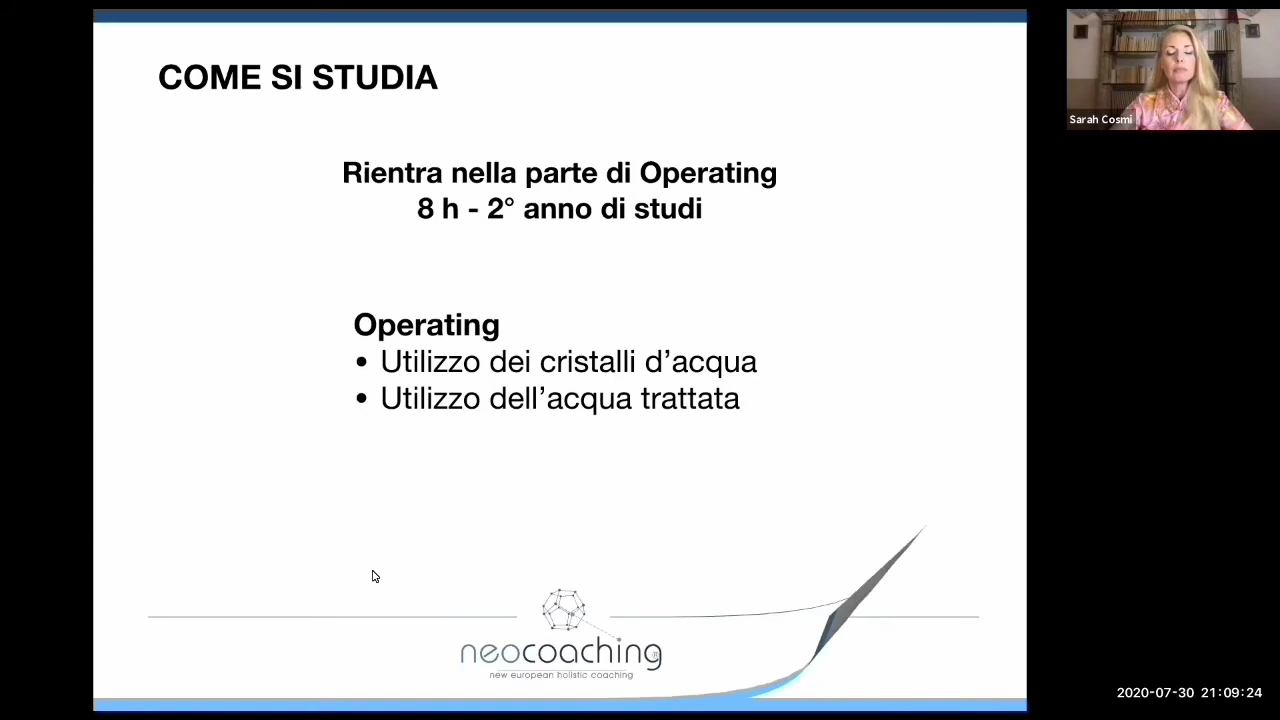 COME SI STUDIA
Rientra nella parte di Operating
8 h - 2° anno di studi
Operating
• Utilizzo dei cristalli d’acqua
• Utilizzo dell’acqua trattata
neocoaching
new european holistic coaching
Sarah Cosmi
2020-07-30 21:09:24